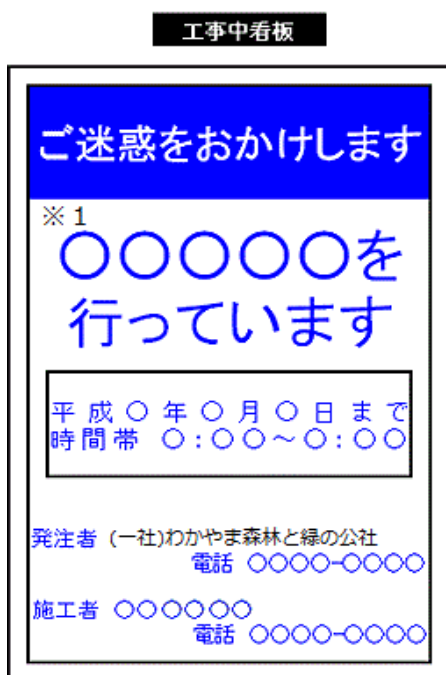 工事中看板
ご迷惑をおかけします
※1
○○○○○を
行っています
平成○年○月○日まで
時間帯 ○:○○~○:○○
発注者 (一社)わかやま森林と緑の公社
電話 ○○○○-○○○○
施工者 ○○○○○○
電話 ○○○○-○○○○